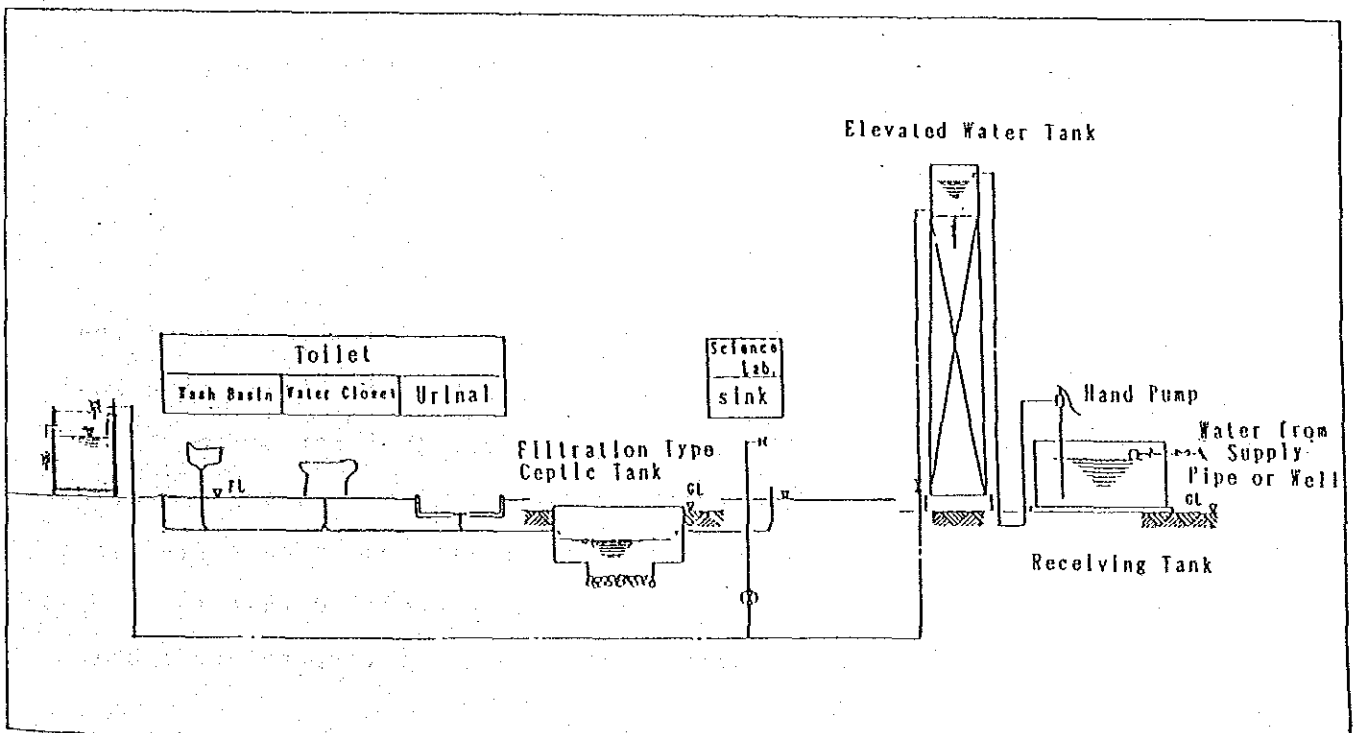 Elevated Water Tank
Toilet
Wash Basin
Water Closet
Urinal
Science
Lab.
sink
Hand Pump
Water from
Supply
Pipe or Well
Filtration Type
Ceptic Tank
FL
GL
GL
Receiving Tank